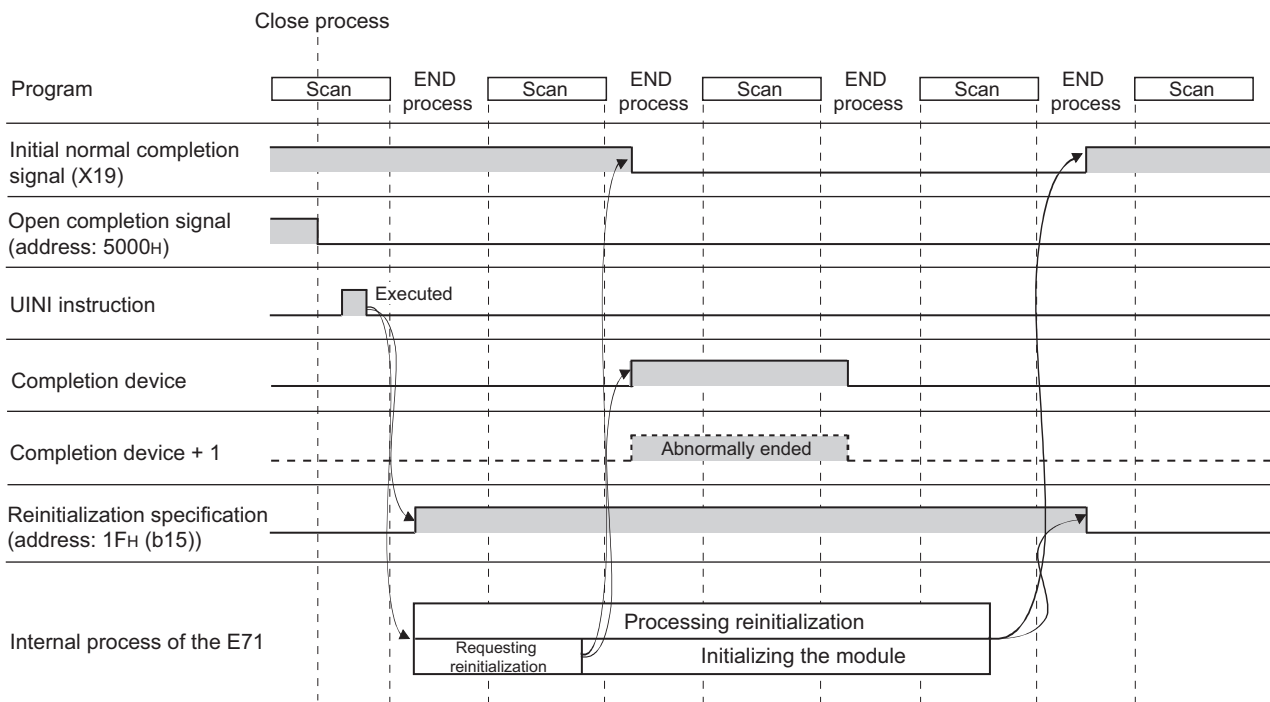 Close process
Program
Scan
END
process
Scan
END
process
Scan
END
process
Scan
END
process
Scan
Initial normal completion
signal (X19)
Open completion signal
(address: 5000H)
UINI instruction
Executed
Completion device
Completion device + 1
Abnormally ended
Reinitialization specification
(address: 1FH (b15))
Internal process of the E71
Processing reinitialization
Requesting
reinitialization
Initializing the module